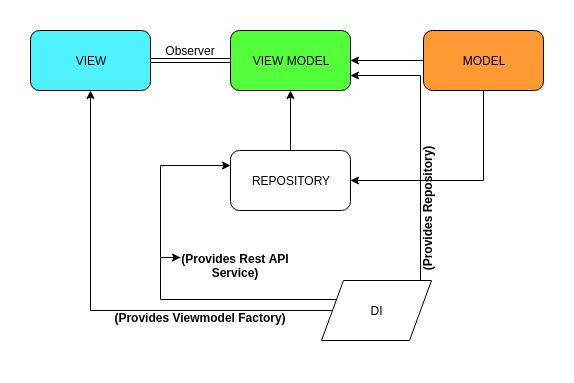 Observer
VIEW
VIEW MODEL
MODEL
REPOSITORY
(Provides Repository)
(Provides Rest API
Service)
DI
(Provides Viewmodel Factory)